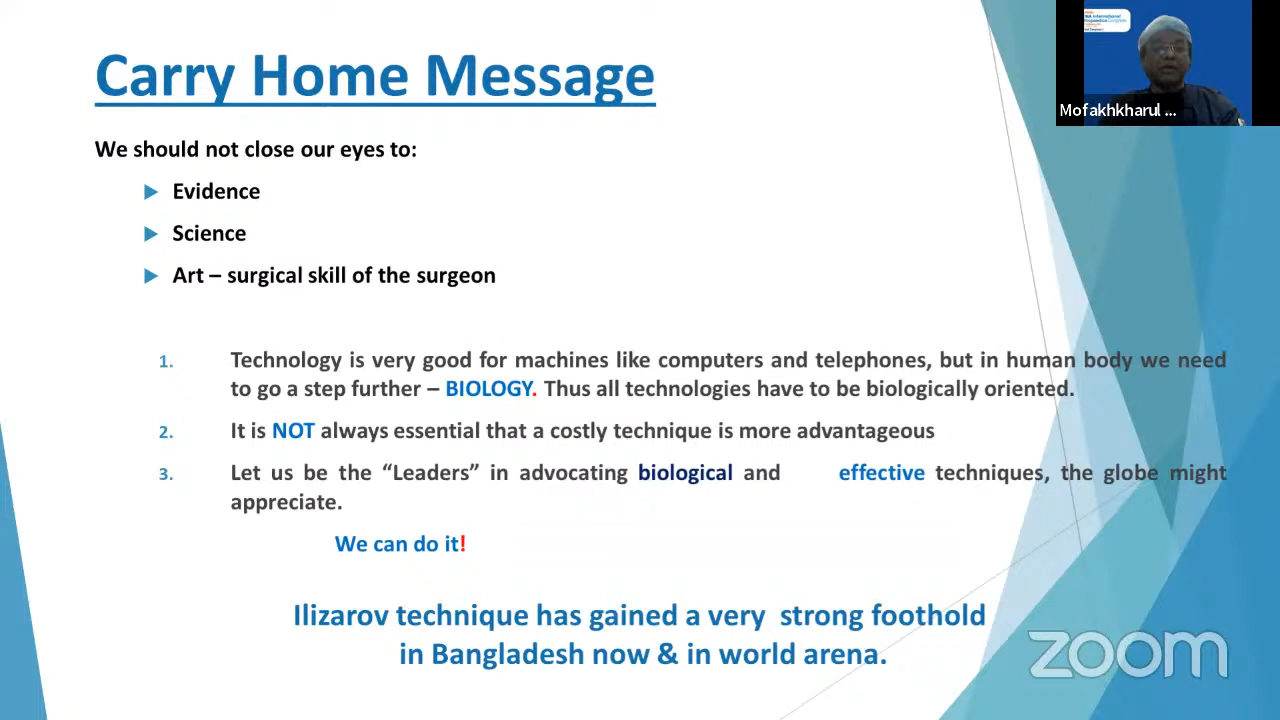 Carry Home Message
We should not close our eyes to:
Evidence
Science
Art – surgical skill of the surgeon
1. Technology is very good for machines like computers and telephones, but in human body we need
to go a step further – BIOLOGY. Thus all technologies have to be biologically oriented.
2. It is NOT always essential that a costly technique is more advantageous
3. Let us be the “Leaders” in advocating biological and effective techniques, the globe might
appreciate.
We can do it!
Ilizarov technique has gained a very strong foothold
in Bangladesh now & in world arena.
Mofakhkharul ...
zoom